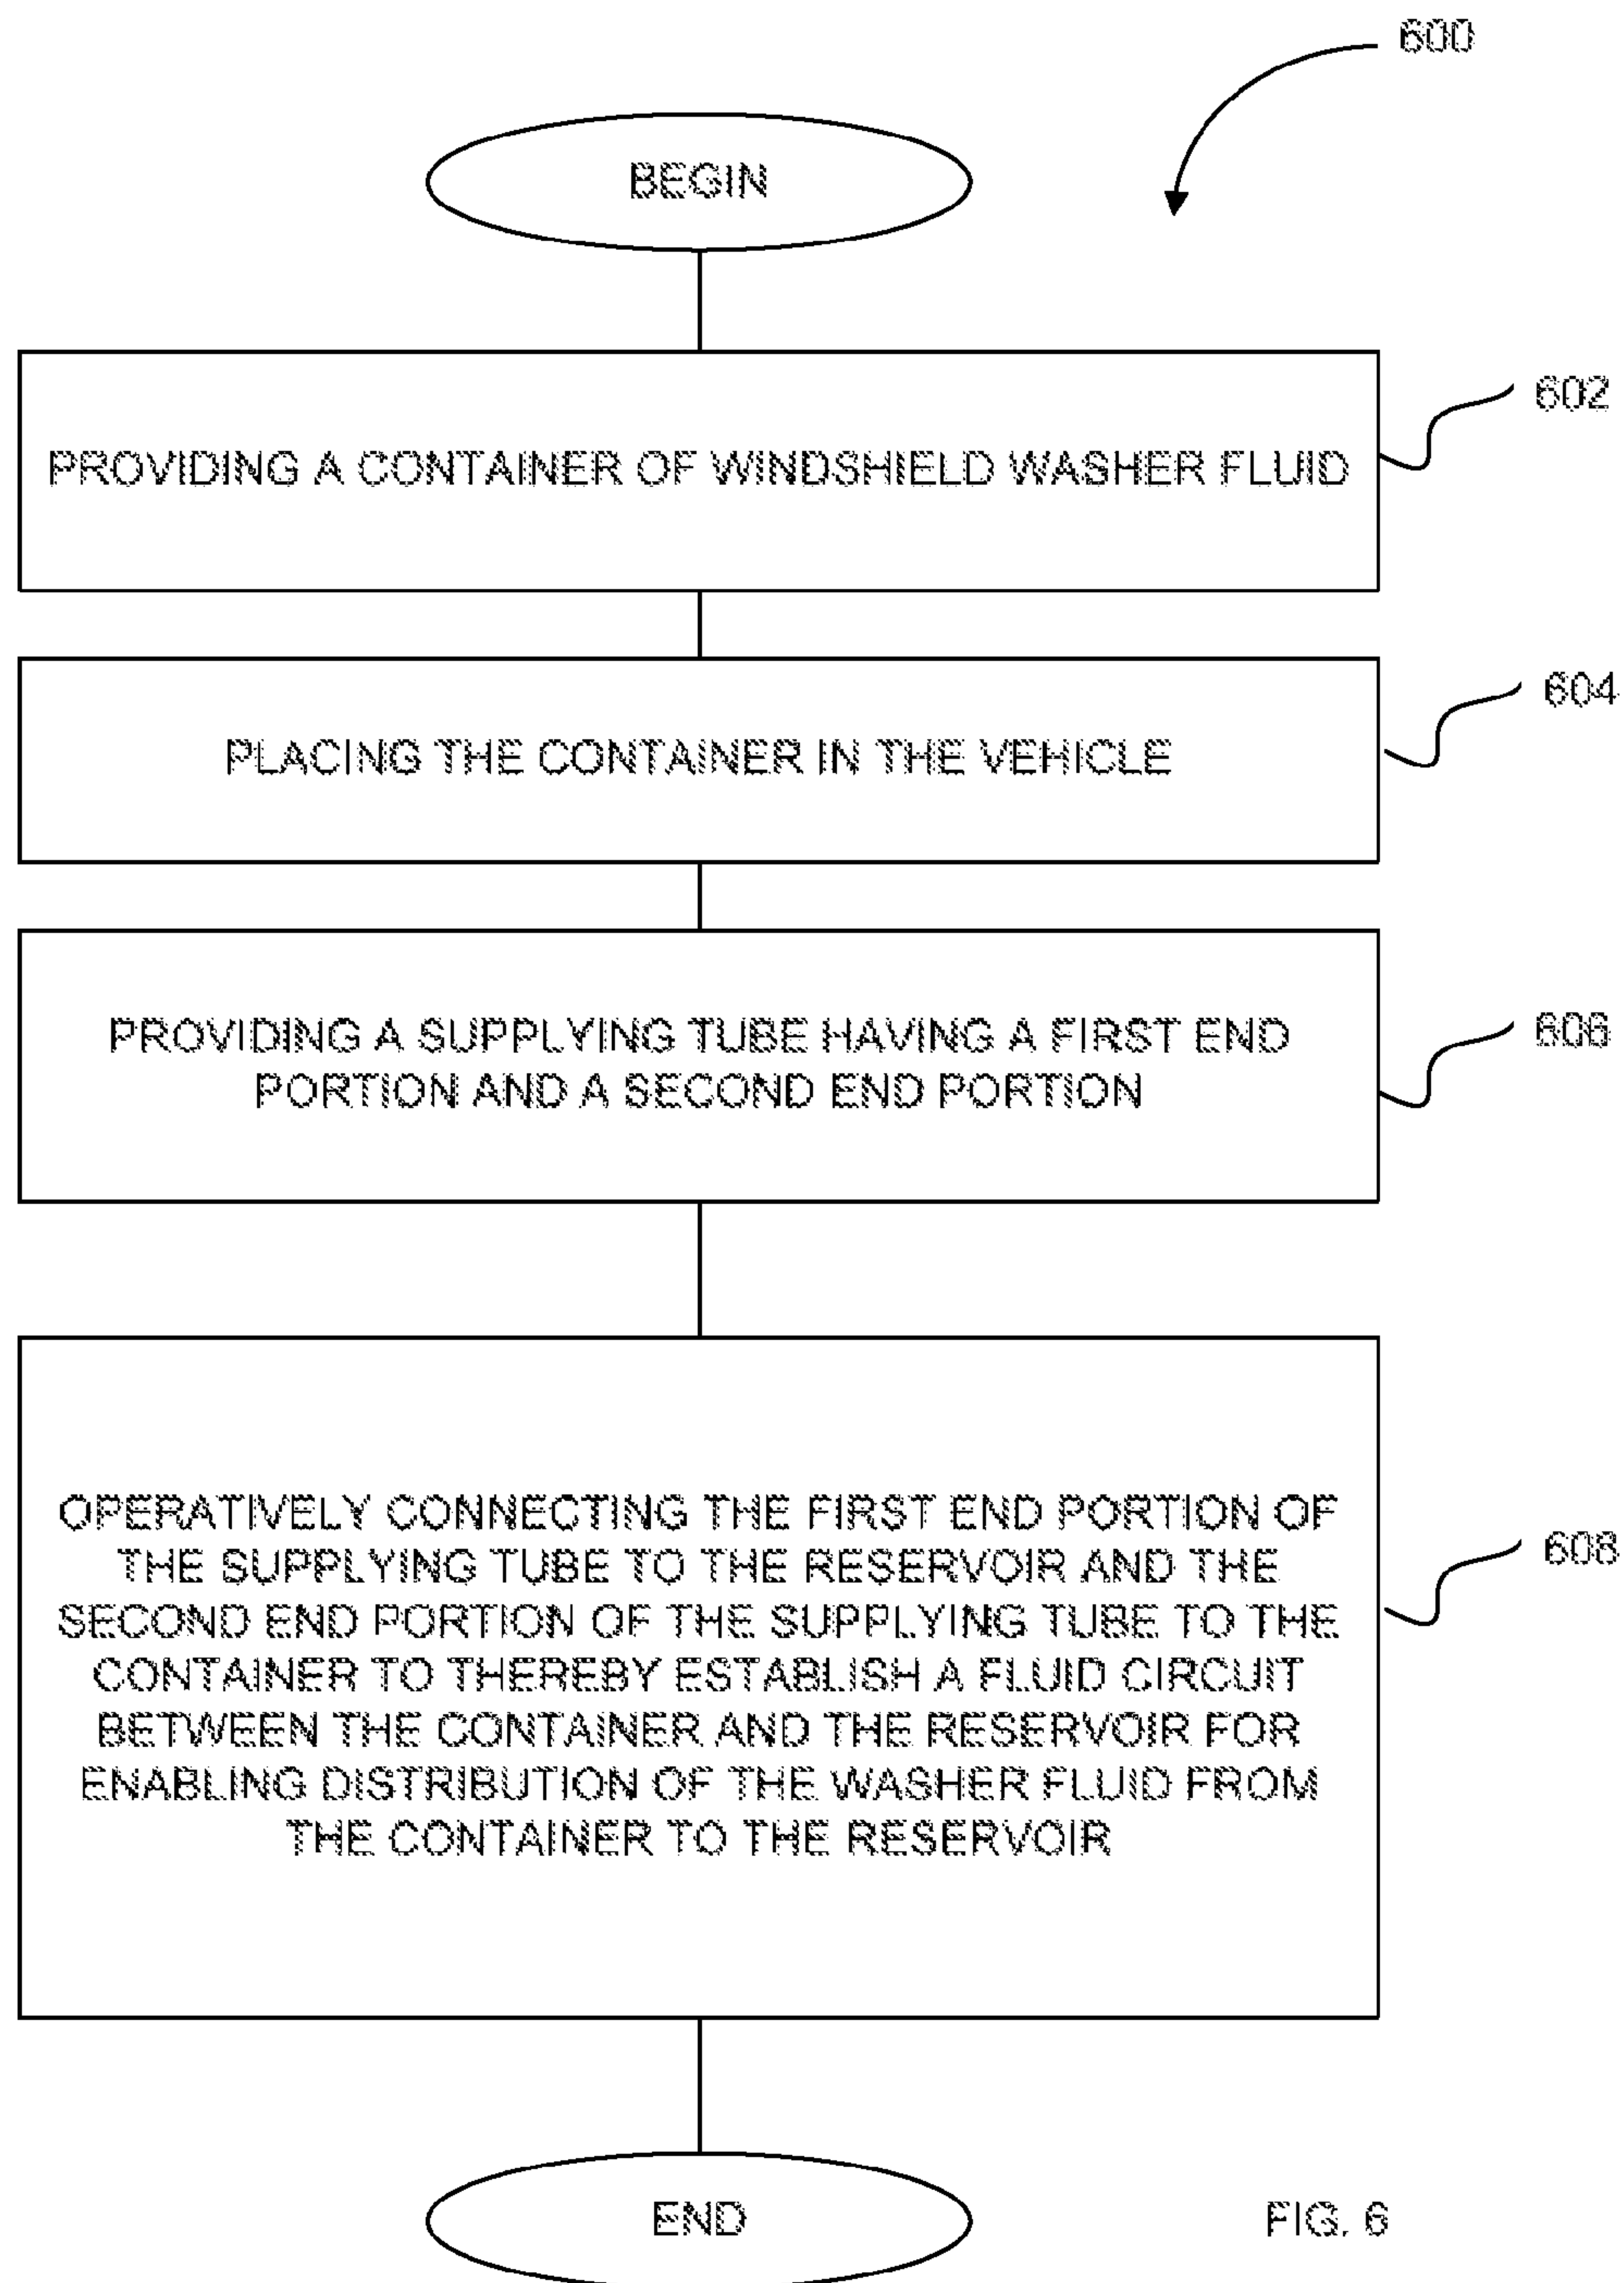 600
BEGIN
PROVIDING A CONTAINER OF WINDSHIELD WASHER FLUID
602
PLACING THE CONTAINER IN THE VEHICLE
604
PROVIDING A SUPPLYING TUBE HAVING A FIRST END
PORTION AND A SECOND END PORTION
606
OPERATIVELY CONNECTING THE FIRST END PORTION OF
THE SUPPLYING TUBE TO THE RESERVOIR AND THE
SECOND END PORTION OF THE SUPPLYING TUBE TO THE
CONTAINER TO THEREBY ESTABLISH A FLUID CIRCUIT
BETWEEN THE CONTAINER AND THE RESERVOIR FOR
ENABLING DISTRIBUTION OF THE WASHER FLUID FROM
THE CONTAINER TO THE RESERVOIR
608
END
FIG. 6